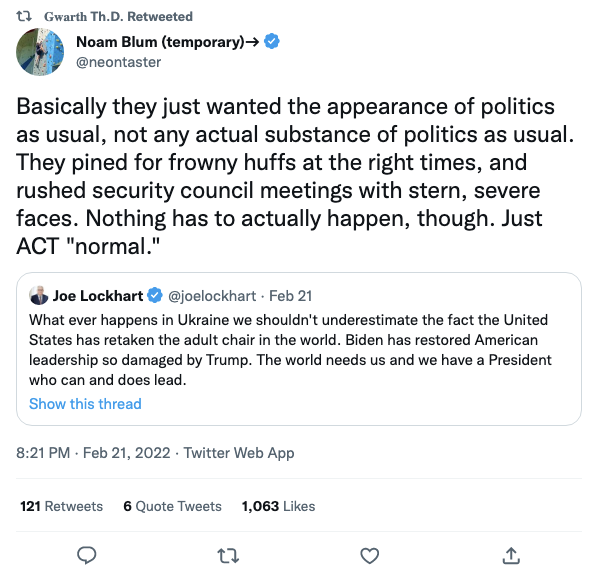 Gwarth Th.D. Retweeted
Noam Blum (temporary)→
@neontaster
Basically they just wanted the appearance of politics
as usual, not any actual substance of politics as usual.
They pined for frowny huffs at the right times, and
rushed security council meetings with stern, severe
faces. Nothing has to actually happen, though. Just
ACT "normal."
Joe Lockhart @joelockhart · Feb 21
What ever happens in Ukraine we shouldn't underestimate the fact the United
States has retaken the adult chair in the world. Biden has restored American
leadership so damaged by Trump. The world needs us and we have a President
who can and does lead.
Show this thread
8:21 PM · Feb 21, 2022 · Twitter Web App
121 Retweets 6 Quote Tweets 1,063 Likes